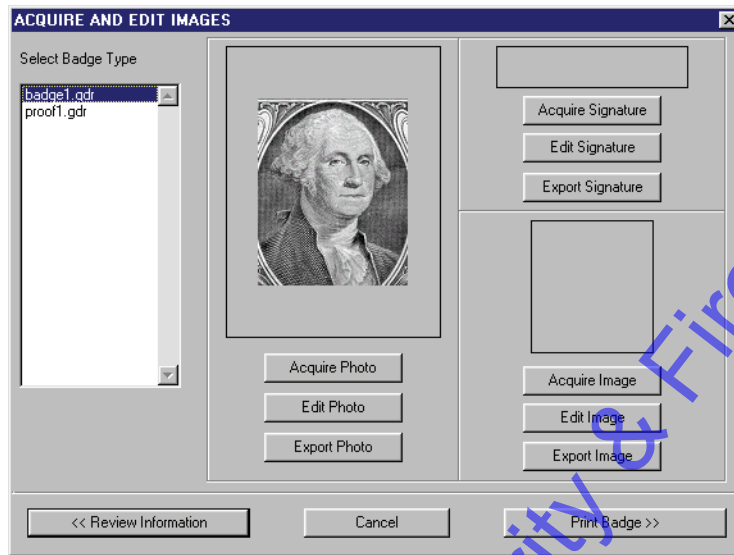 ACQUIRE AND EDIT IMAGES
Select Badge Type
badge1.gdr
proof1.gdr
Acquire Photo
Edit Photo
Export Photo
Acquire Signature
Edit Signature
Export Signature
Acquire Image
Edit Image
Export Image
<< Review Information
Cancel
Print Badge >>
& Fire